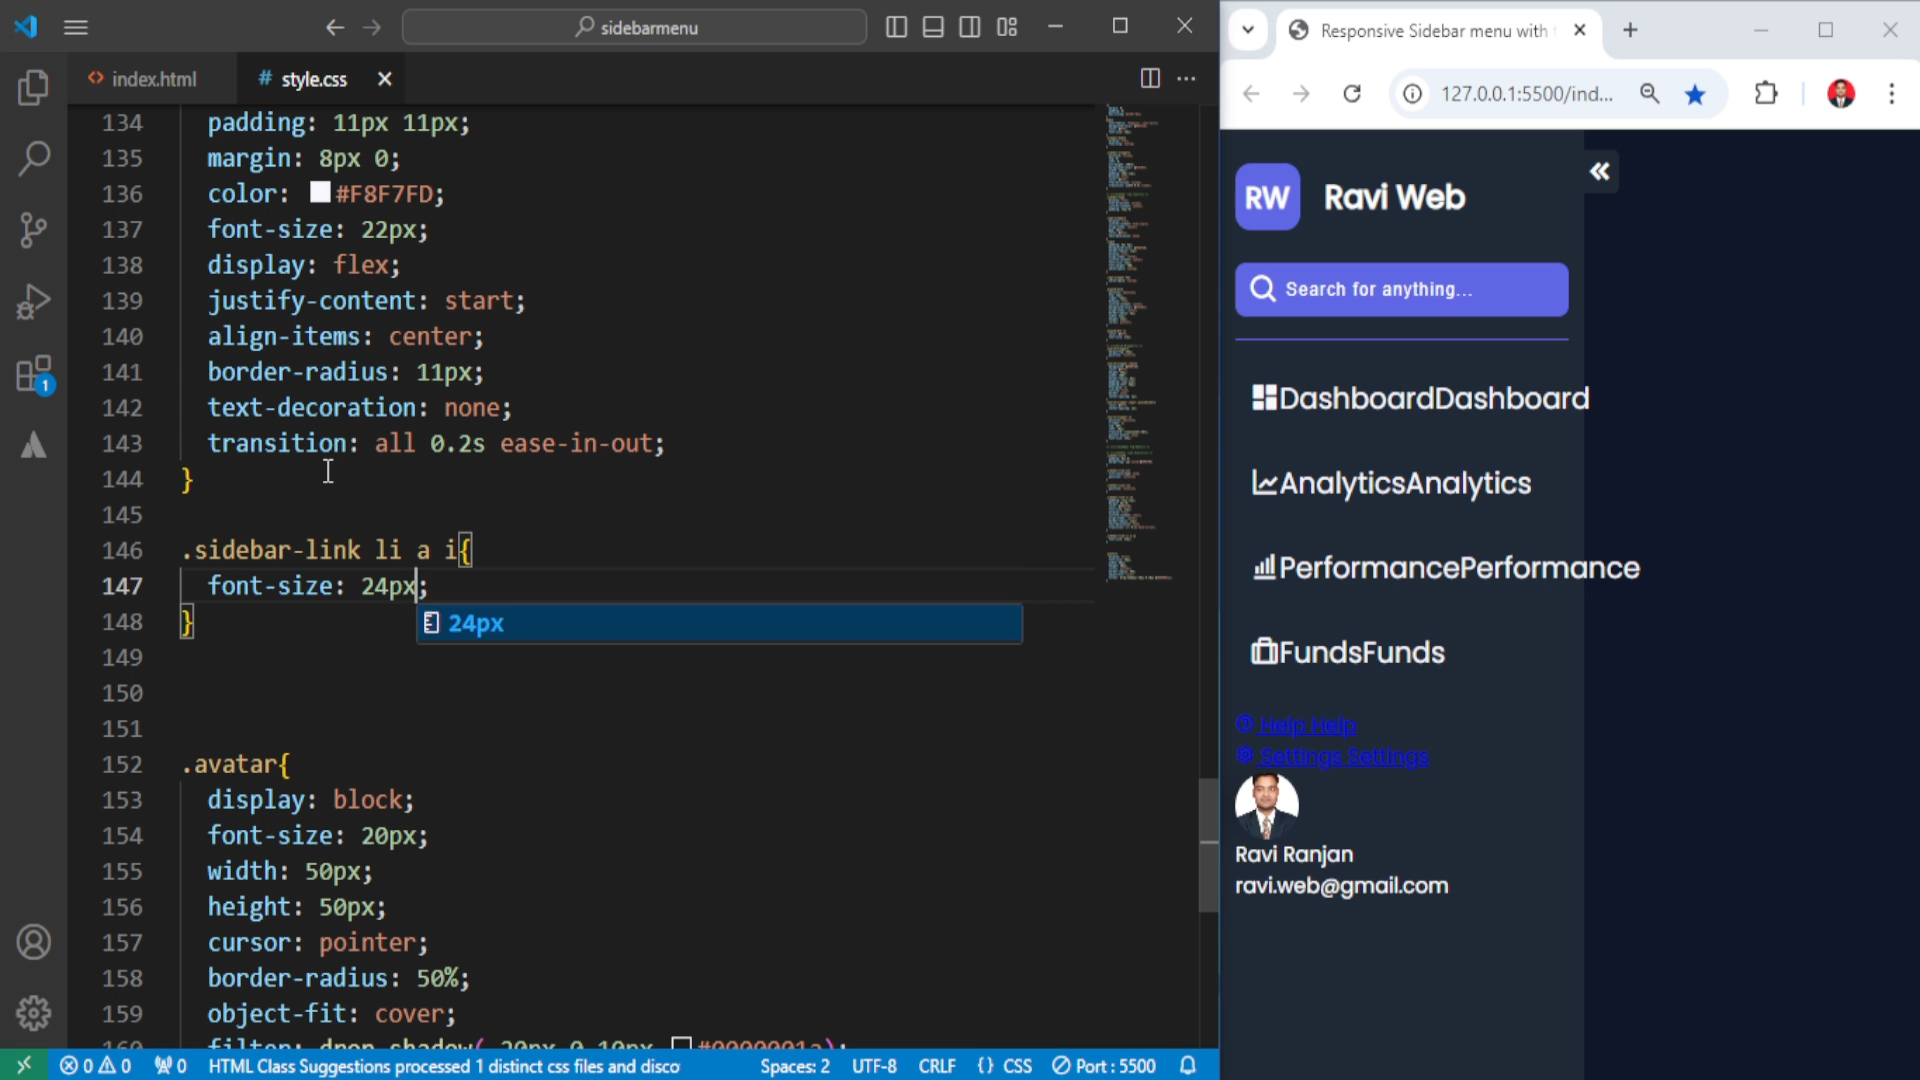 sidebarmenu
index.html
# style.css
134 padding: 11px 11px;
135 margin: 8px 0;
136 color: #F8F7FD;
137 font-size: 22px;
138 display: flex;
139 justify-content: start;
140 align-items: center;
141 border-radius: 11px;
142 text-decoration: none;
143 transition: all 0.2s ease-in-out;
144 }
145
146 .sidebar-link li a i{
147 font-size: 24px;
148 }
24px
149
150
151
152 .avatar{
153 display: block;
154 font-size: 20px;
155 width: 50px;
156 height: 50px;
157 cursor: pointer;
158 border-radius: 50%;
159 object-fit: cover;
1
0 0
0
HTML Class Suggestions processed 1 distinct css files and disco
Spaces: 2
UTF-8
CRLF
{} CSS
Port : 5500
Responsive Sidebar menu with
127.0.0.1:5500/ind...
RW
Ravi Web
Search for anything...
DashboardDashboard
AnalyticsAnalytics
PerformancePerformance
FundsFunds
Help Help
Settings Settings
Ravi Ranjan
ravi.web@gmail.com